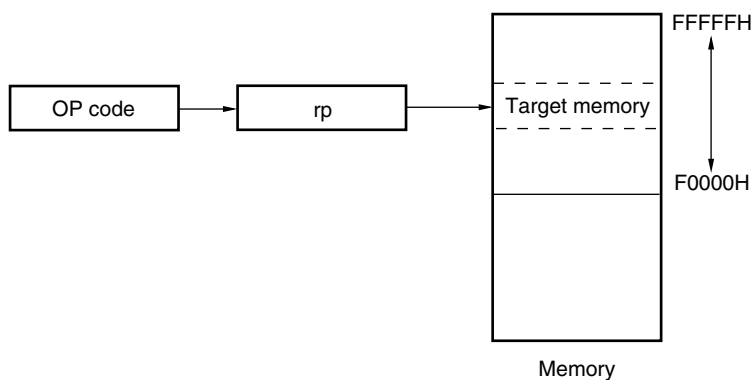 FFFFFH
OP code
rp
Target memory
F0000H
Memory